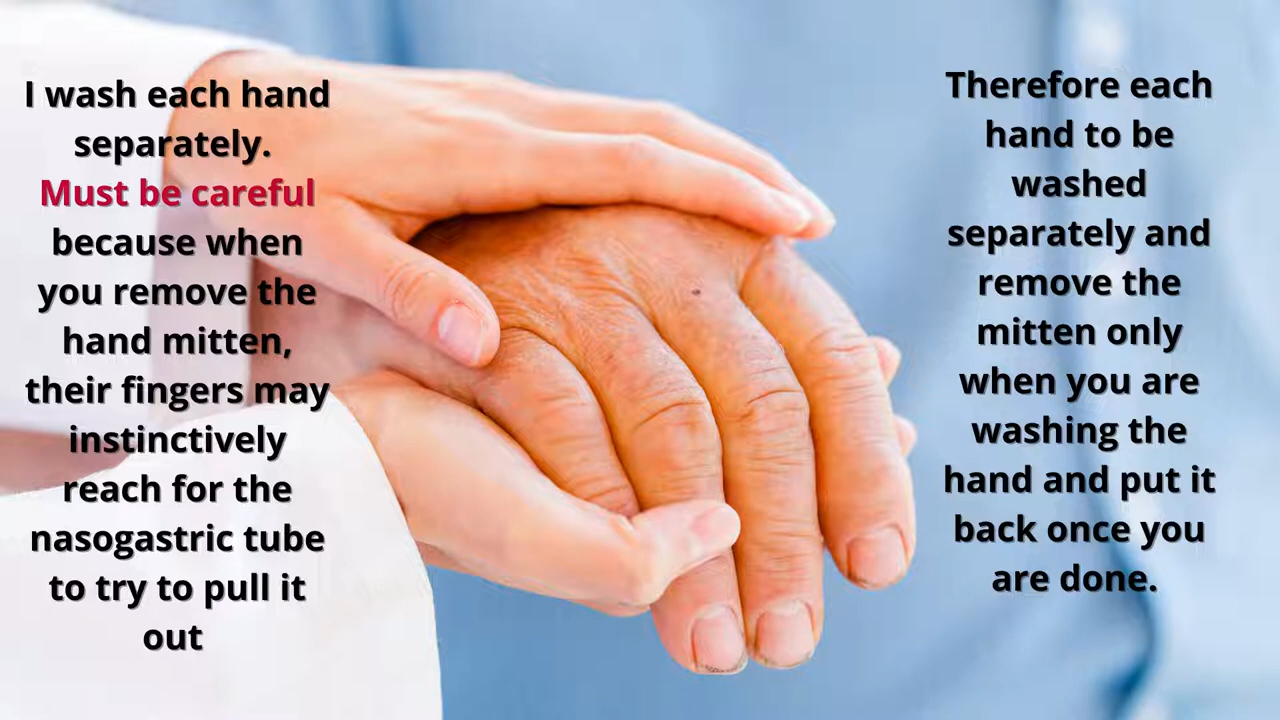 I wash each hand
separately.
Must be careful
because when
you remove the
hand mitten,
their fingers may
instinctively
reach for the
nasogastric tube
to try to pull it
out
Therefore each
hand to be
washed
separately and
remove the
mitten only
when you are
washing the
hand and put it
back once you
are done.